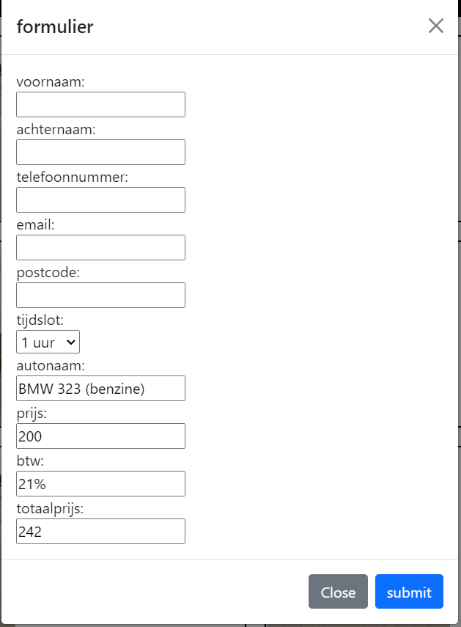 formulier
voornaam:
achternaam:
telefoonnummer:
email:
postcode:
tijdslot:
1 uur
autonaam:
BMW 323 (benzine)
prijs:
200
btw:
21%
totaalprijs:
242
Close submit